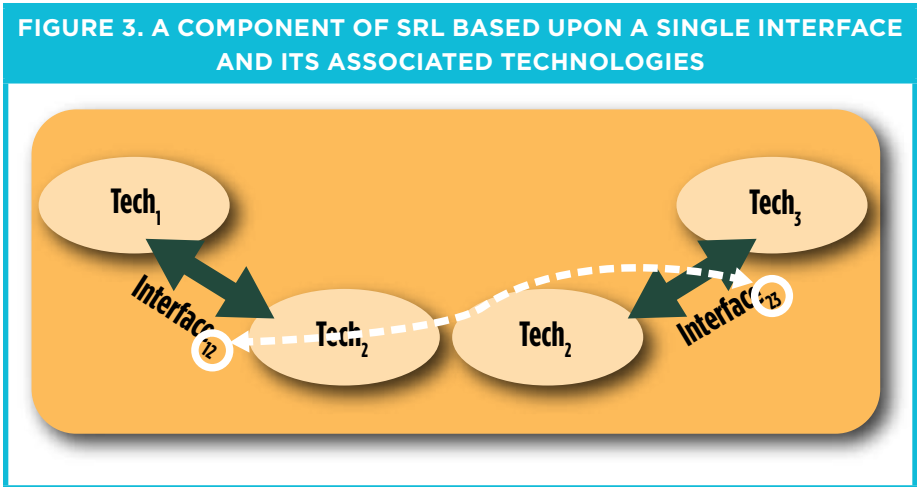 FIGURE 3. A COMPONENT OF SRL BASED UPON A SINGLE INTERFACE
AND ITS ASSOCIATED TECHNOLOGIES
Tech₁
Tech₃
Interface₁₂
Interface₂₃
Tech₂
Tech₂